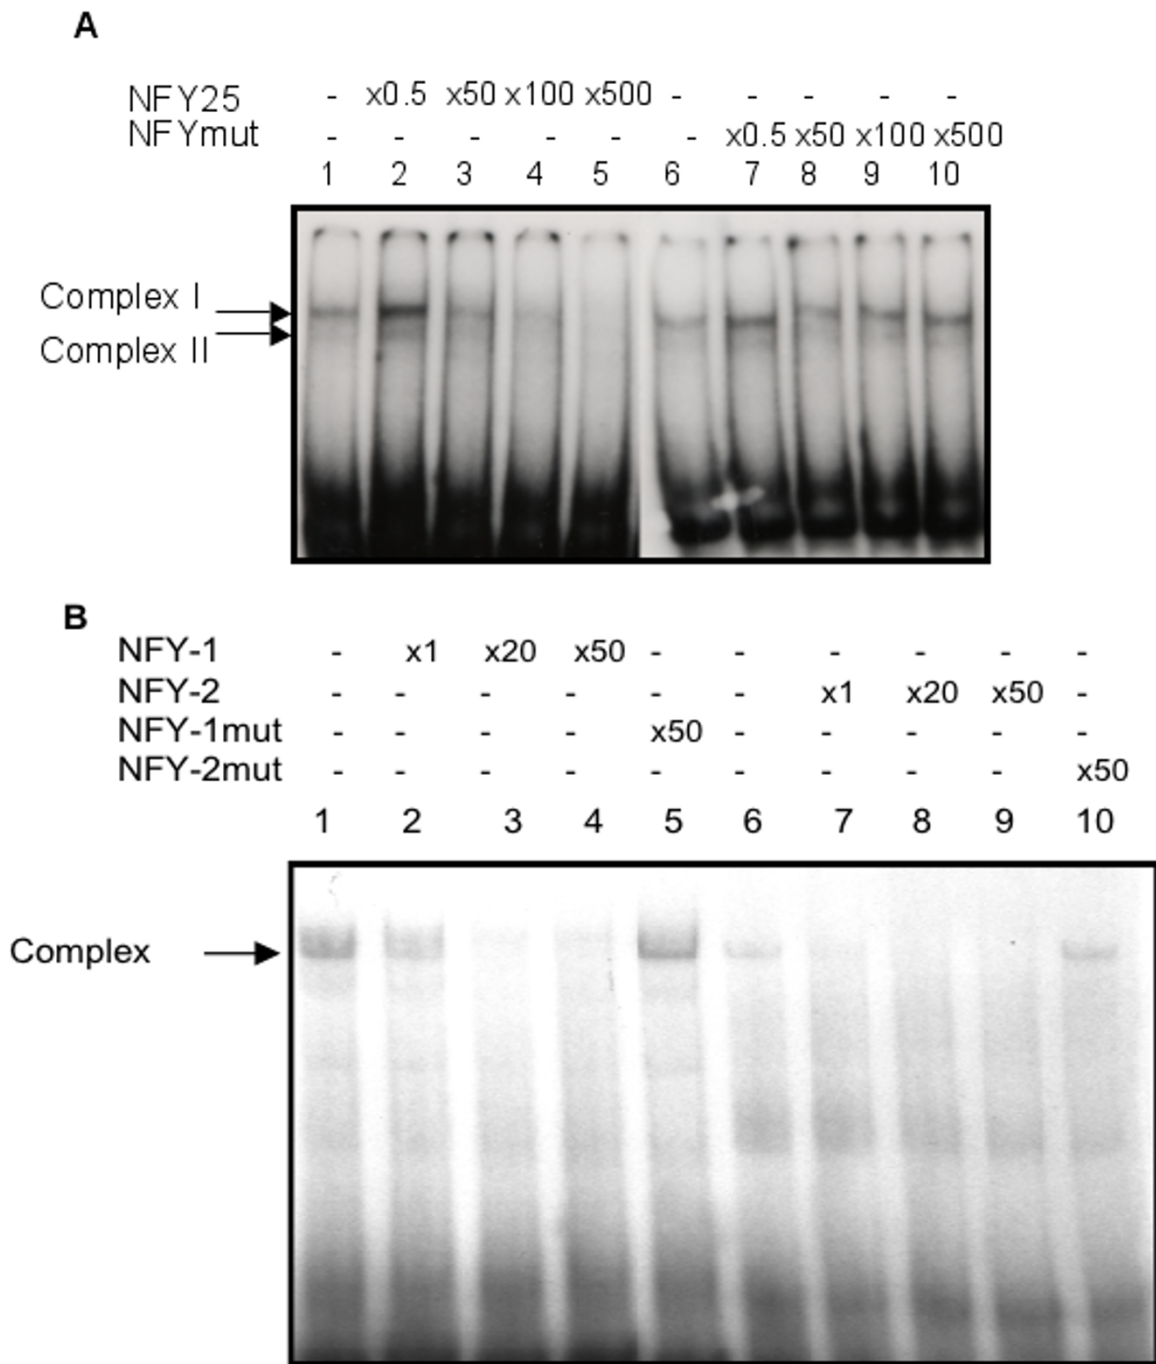 A
NFY25 - x0.5 x50 x100 x500 - - - - -
NFYmut - - - - - - x0.5 x50 x100 x500
1 2 3 4 5 6 7 8 9 10
Complex I
Complex II
B
NFY-1 - x1 x20 x50 - - - - - -
NFY-2 - - - - - - x1 x20 x50 -
NFY-1mut - - - - x50 - - - - -
NFY-2mut - - - - - - - - - x50
1 2 3 4 5 6 7 8 9 10
Complex